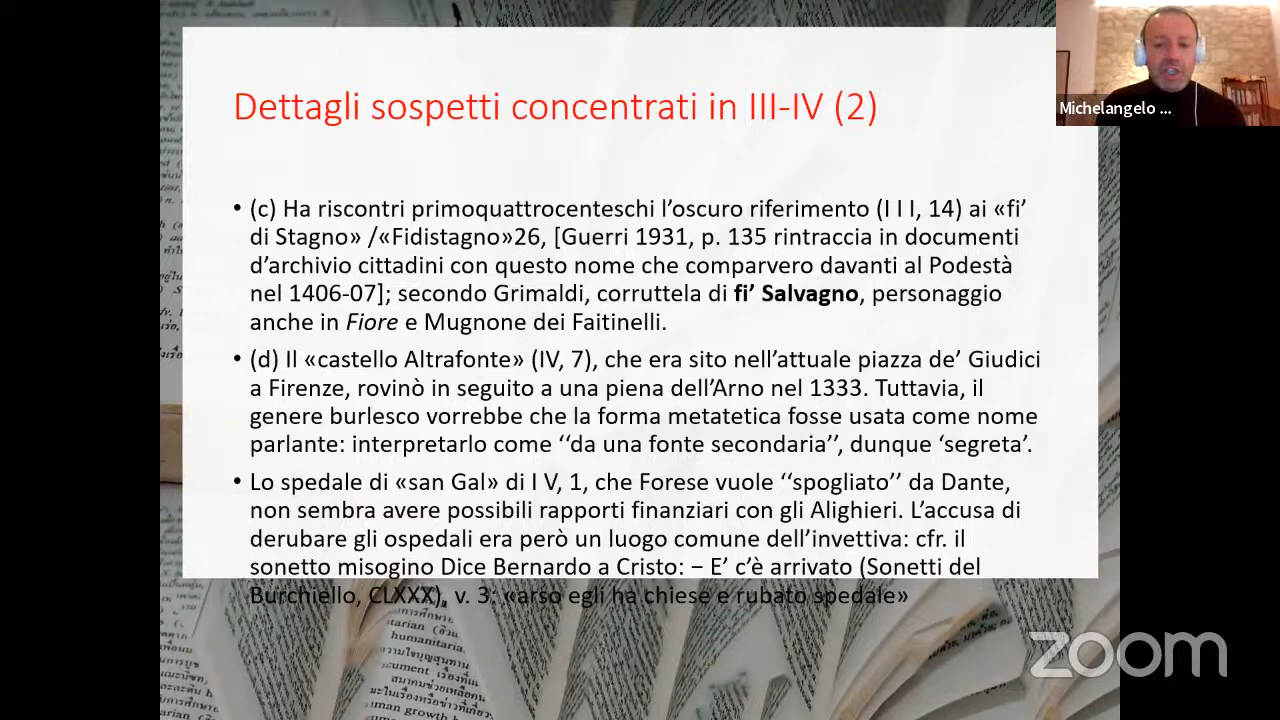 Dettagli sospetti concentrati in III-IV (2)
• (c) Ha riscontri primoquattrocenteschi l’oscuro riferimento (I I I, 14) ai «fi’
di Stagno» /«Fidistagno»26, [Guerri 1931, p. 135 rintraccia in documenti
d’archivio cittadini con questo nome che comparvero davanti al Podestà
nel 1406-07]; secondo Grimaldi, corruttela di fi’ Salvagno, personaggio
anche in Fiore e Mugnone dei Faitinelli.
• (d) Il «castello Altrafonte» (IV, 7), che era sito nell’attuale piazza de’ Giudici
a Firenze, rovinò in seguito a una piena dell’Arno nel 1333. Tuttavia, il
genere burlesco vorrebbe che la forma metatetica fosse usata come nome
parlante: interpretarlo come ‘‘da una fonte secondaria’’, dunque ‘segreta’.
• Lo spedale di «san Gal» di I V, 1, che Forese vuole ‘‘spogliato’’ da Dante,
non sembra avere possibili rapporti finanziari con gli Alighieri. L’accusa di
derubare gli ospedali era però un luogo comune dell’invettiva: cfr. il
sonetto misogino Dice Bernardo a Cristo: − E’ c’è arrivato (Sonetti del
Burchiello, CLXXX), v. 3: «arso egli ha chiese e rubato spedale»
Michelangelo ...
zoom